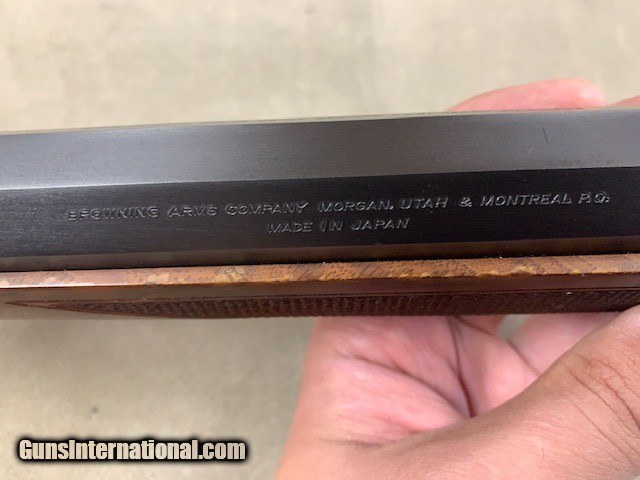 BROWNING ARMS COMPANY MORGAN, UTAH & MONTREAL P.Q.
MADE IN JAPAN
GunsInternational.com